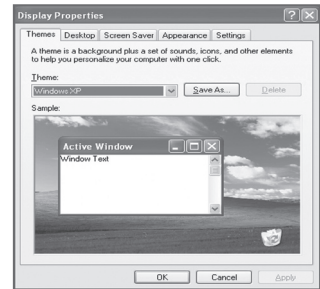 Display Properties
Themes Desktop Screen Saver Appearance Settings
A theme is a background plus a set of sounds, icons, and other elements
to help you personalize your computer with one click.
Theme:
Windows XP Save As... Delete
Sample:
Active Window
Window Text
OK Cancel Apply